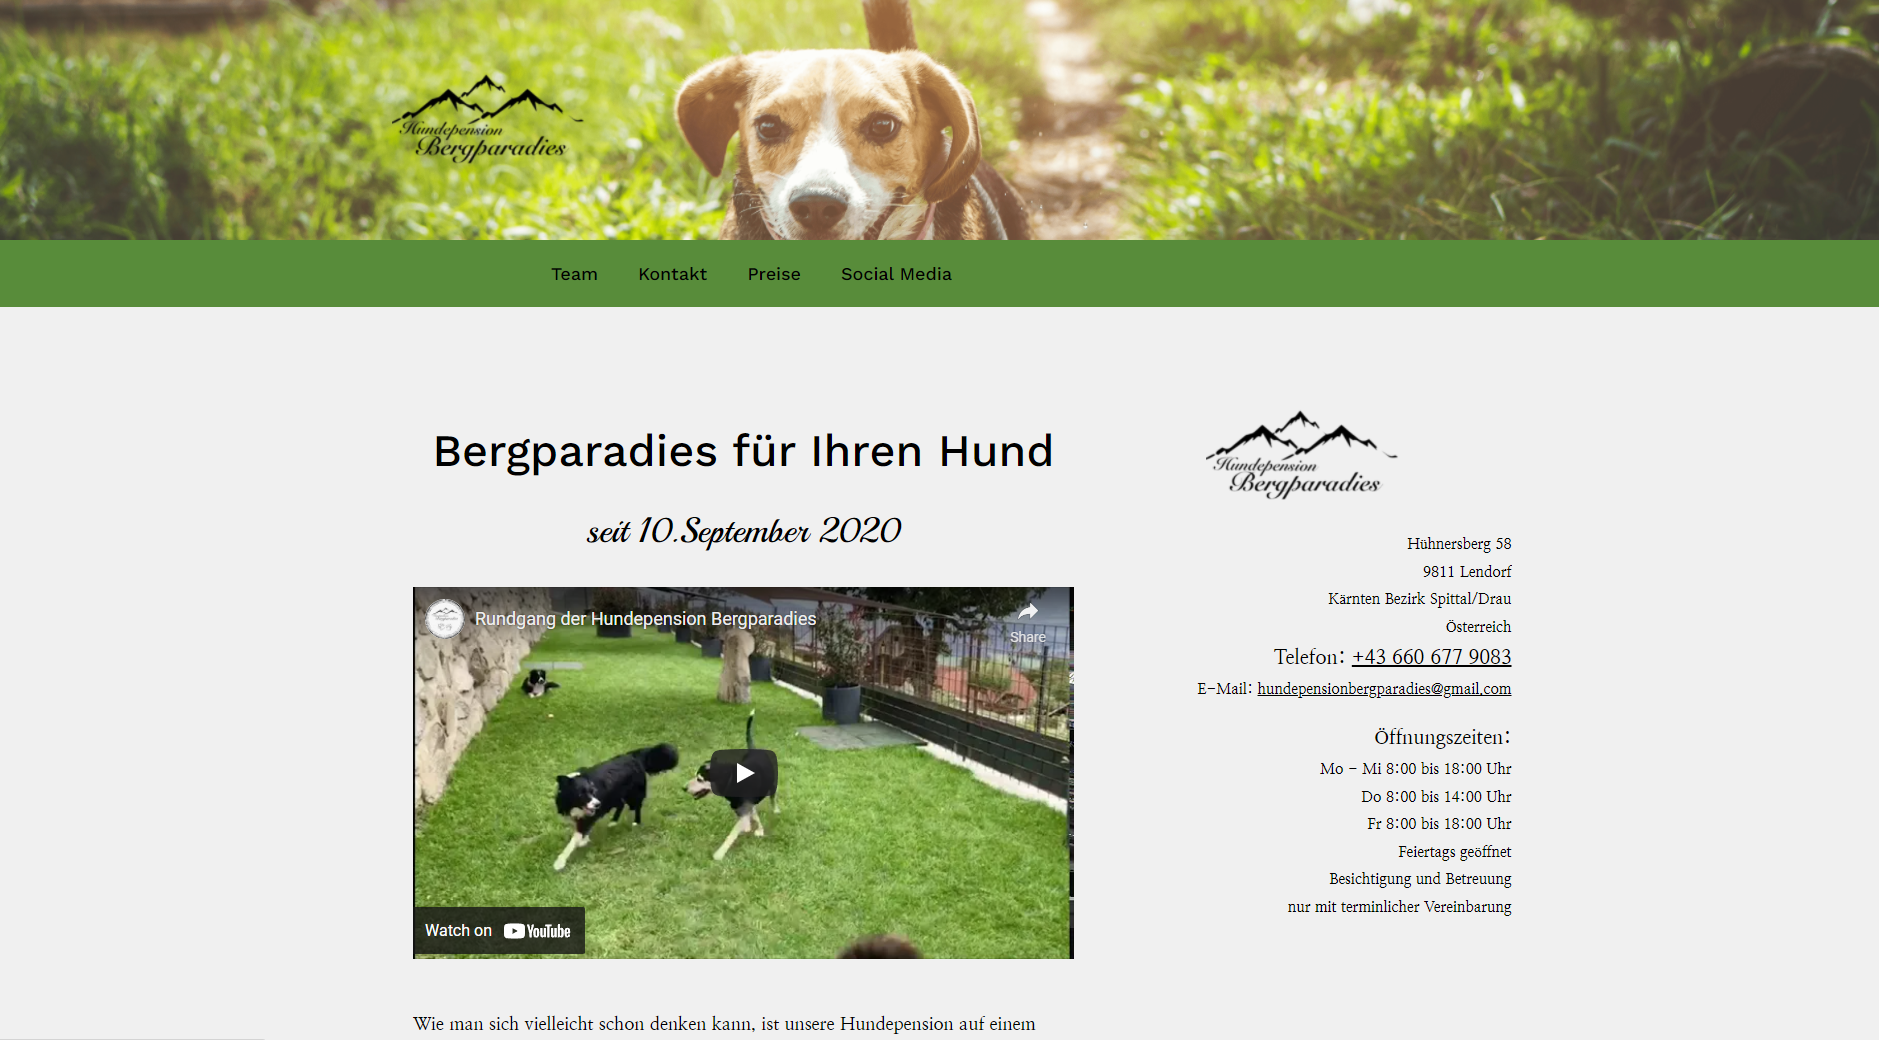 Hundepension
Bergparadies
Team
Kontakt
Preise
Social Media
Bergparadies für Ihren Hund
seit 10.September 2020
Rundgang der Hundepension Bergparadies
Share
Watch on YouTube
Wie man sich vielleicht schon denken kann, ist unsere Hundepension auf einem
Hundepension
Bergparadies
Hühnersberg 58
9811 Lendorf
Kärnten Bezirk Spittal/Drau
Österreich
Telefon: +43 660 677 9083
E-Mail: hundepensionbergparadies@gmail.com
Öffnungszeiten:
Mo - Mi 8:00 bis 18:00 Uhr
Do 8:00 bis 14:00 Uhr
Fr 8:00 bis 18:00 Uhr
Feiertags geöffnet
Besichtigung und Betreuung
nur mit terminlicher Vereinbarung